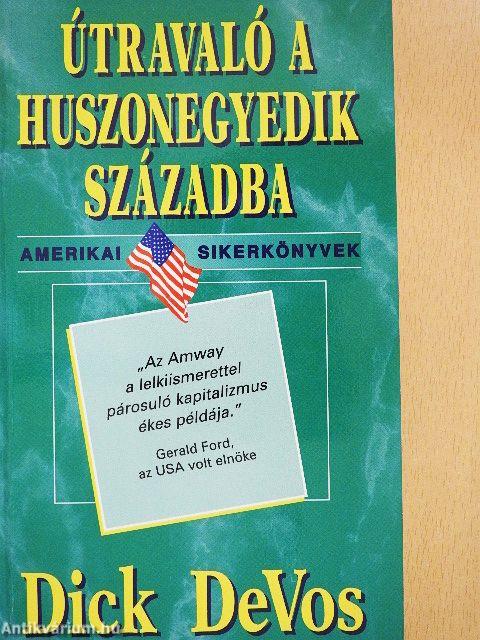 ÚTRAVALÓ A
HUSZONEGYEDIK
SZÁZADBA
AMERIKAI SIKERKÖNYVEK
„Az Amway
a lelkiismerettel
párosuló kapitalizmus
ékes példája.”
Gerald Ford,
az USA volt elnöke
Dick DeVos
Antikvarium.hu